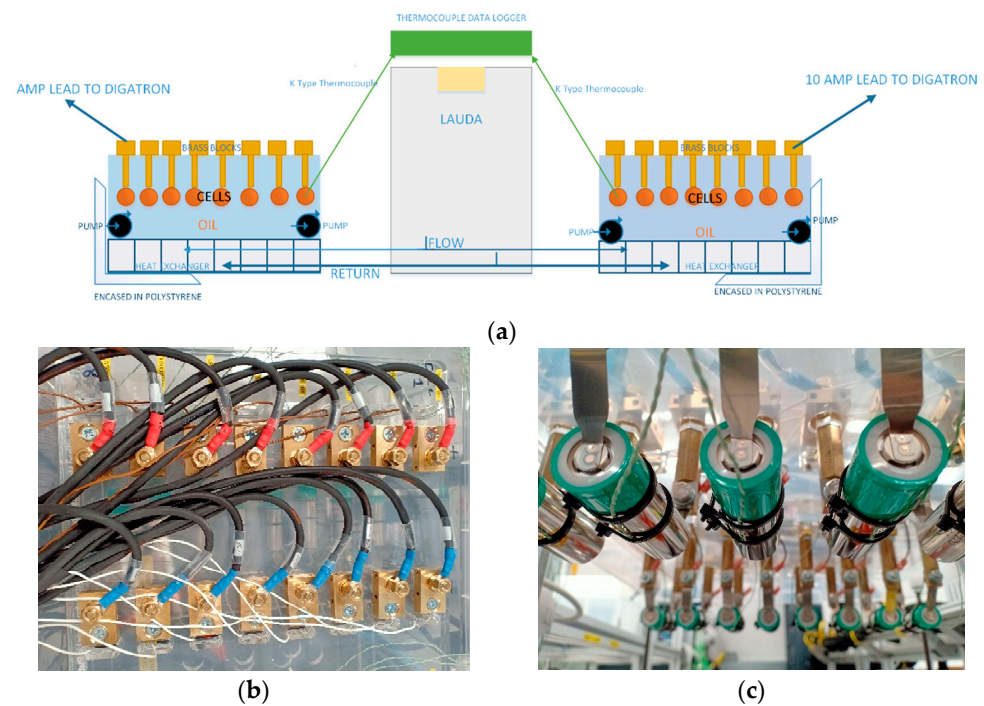 THERMOCOUPLE DATA LOGGER
AMP LEAD TO DIGATRON
K Type Thermocouple
K Type Thermocouple
10 AMP LEAD TO DIGATRON
LAUDA
BRASS BLOCKS
BRASS BLOCKS
CELLS
CELLS
PUMP
OIL
PUMP
PUMP
OIL
PUMP
FLOW
HEAT EXCHANGER
RETURN
HEAT EXCHANGER
ENCASED IN POLYSTYRENE
ENCASED IN POLYSTYRENE
(a)
(b)
(c)